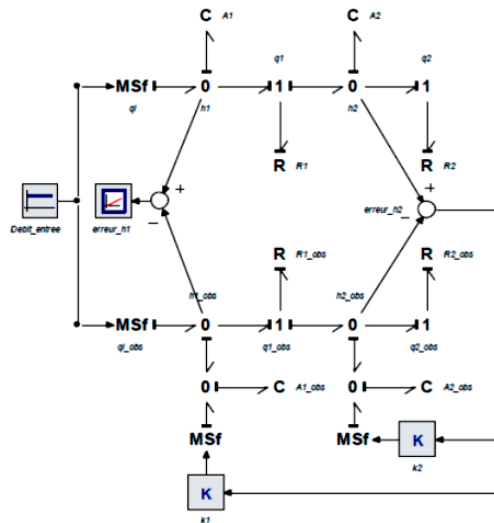 C A1 C A2
q1 q2
MSf 0 1 0 1
qi h1 h2
R R1 R R2
+ +
Debit_entree erreur_h1 − erreur_h2 −
R R1_obs R R2_obs
h1_obs h2_obs
MSf 0 1 0 1
qi_obs q1_obs q2_obs
0 C A1_obs 0 C A2_obs
MSf MSf K
k2
K
k1